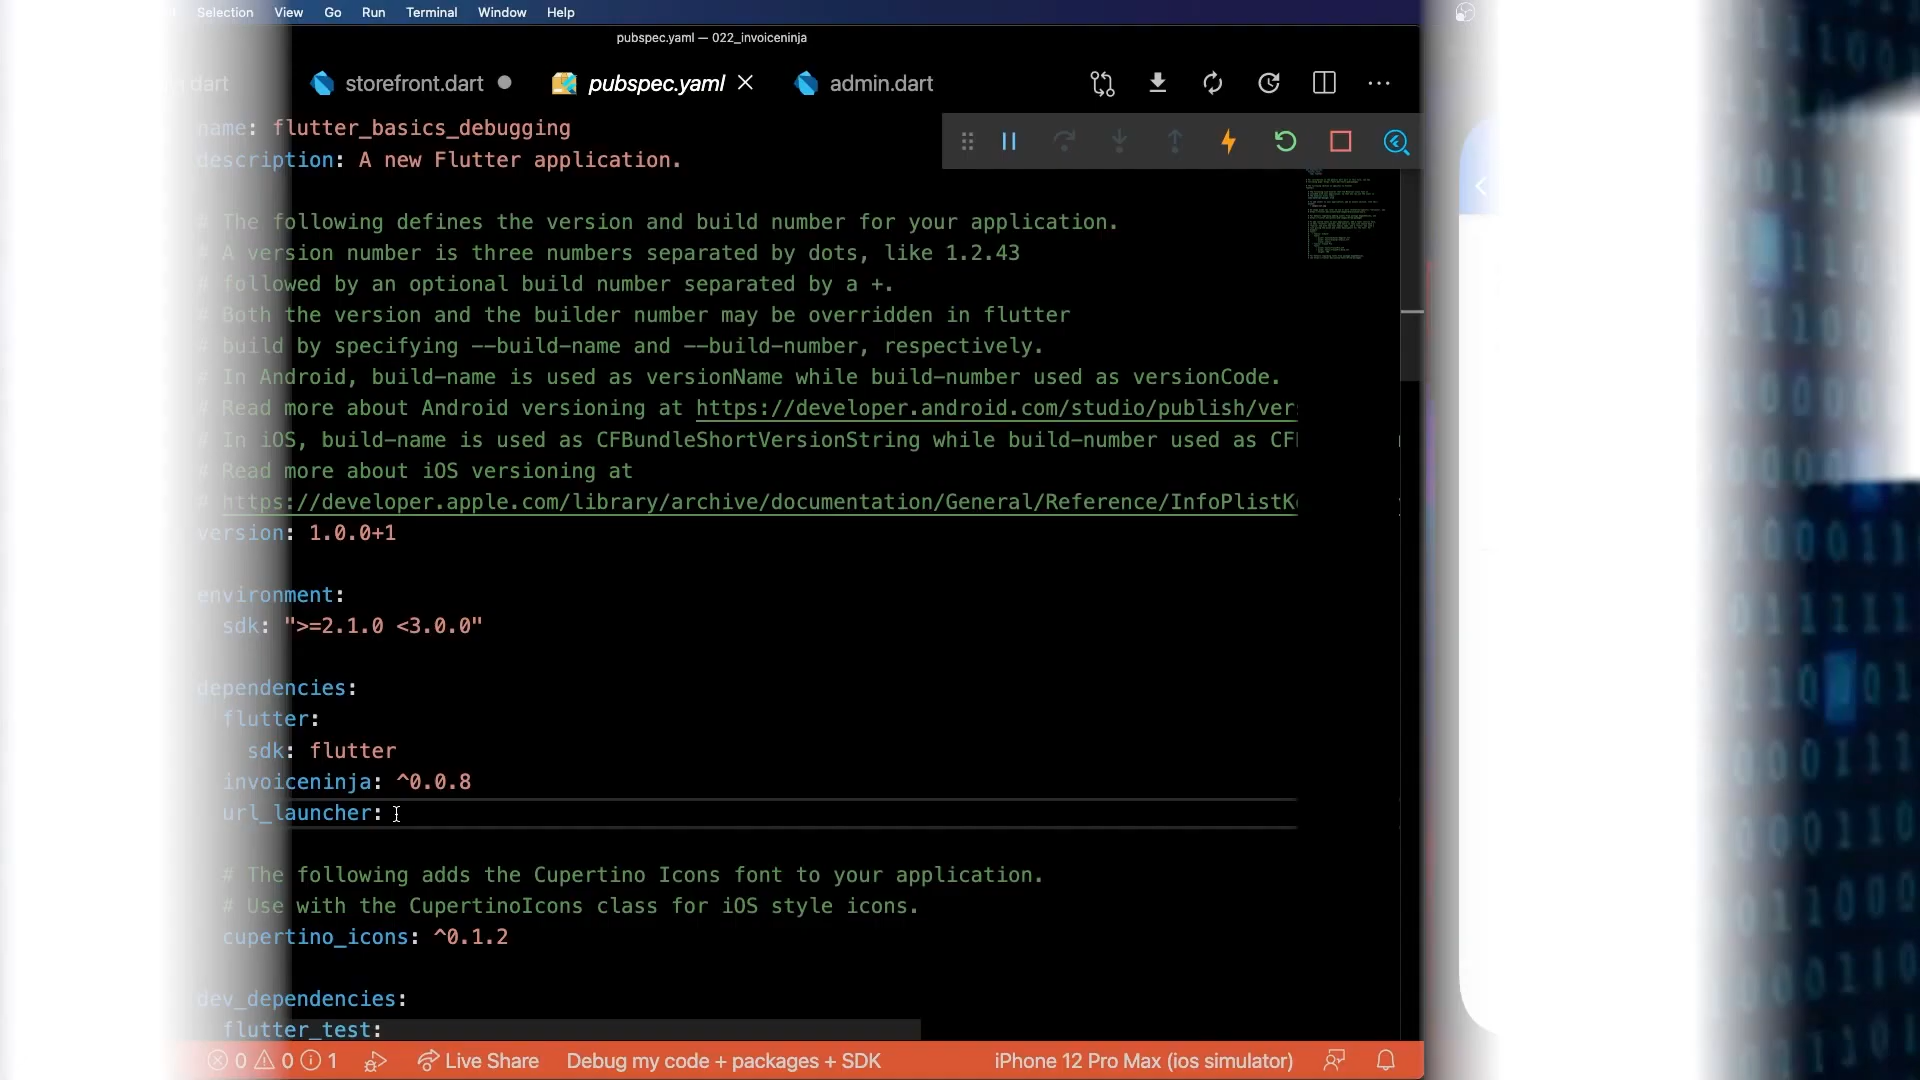 Selection View Go Run Terminal Window Help
pubspec.yaml — 022_invoiceninja
dart storefront.dart pubspec.yaml admin.dart
name: flutter_basics_debugging
description: A new Flutter application.
# The following defines the version and build number for your application.
# A version number is three numbers separated by dots, like 1.2.43
# followed by an optional build number separated by a +.
# Both the version and the builder number may be overridden in flutter
# build by specifying --build-name and --build-number, respectively.
# In Android, build-name is used as versionName while build-number used as versionCode.
# Read more about Android versioning at https://developer.android.com/studio/publish/ver
# In iOS, build-name is used as CFBundleShortVersionString while build-number used as CF
# Read more about iOS versioning at
# https://developer.apple.com/library/archive/documentation/General/Reference/InfoPlistK
version: 1.0.0+1
environment:
sdk: ">=2.1.0 <3.0.0"
dependencies:
flutter:
sdk: flutter
invoiceninja: ^0.0.8
url_launcher:
# The following adds the Cupertino Icons font to your application.
# Use with the CupertinoIcons class for iOS style icons.
cupertino_icons: ^0.1.2
dev_dependencies:
flutter_test:
0 0 1 Live Share Debug my code + packages + SDK iPhone 12 Pro Max (ios simulator)